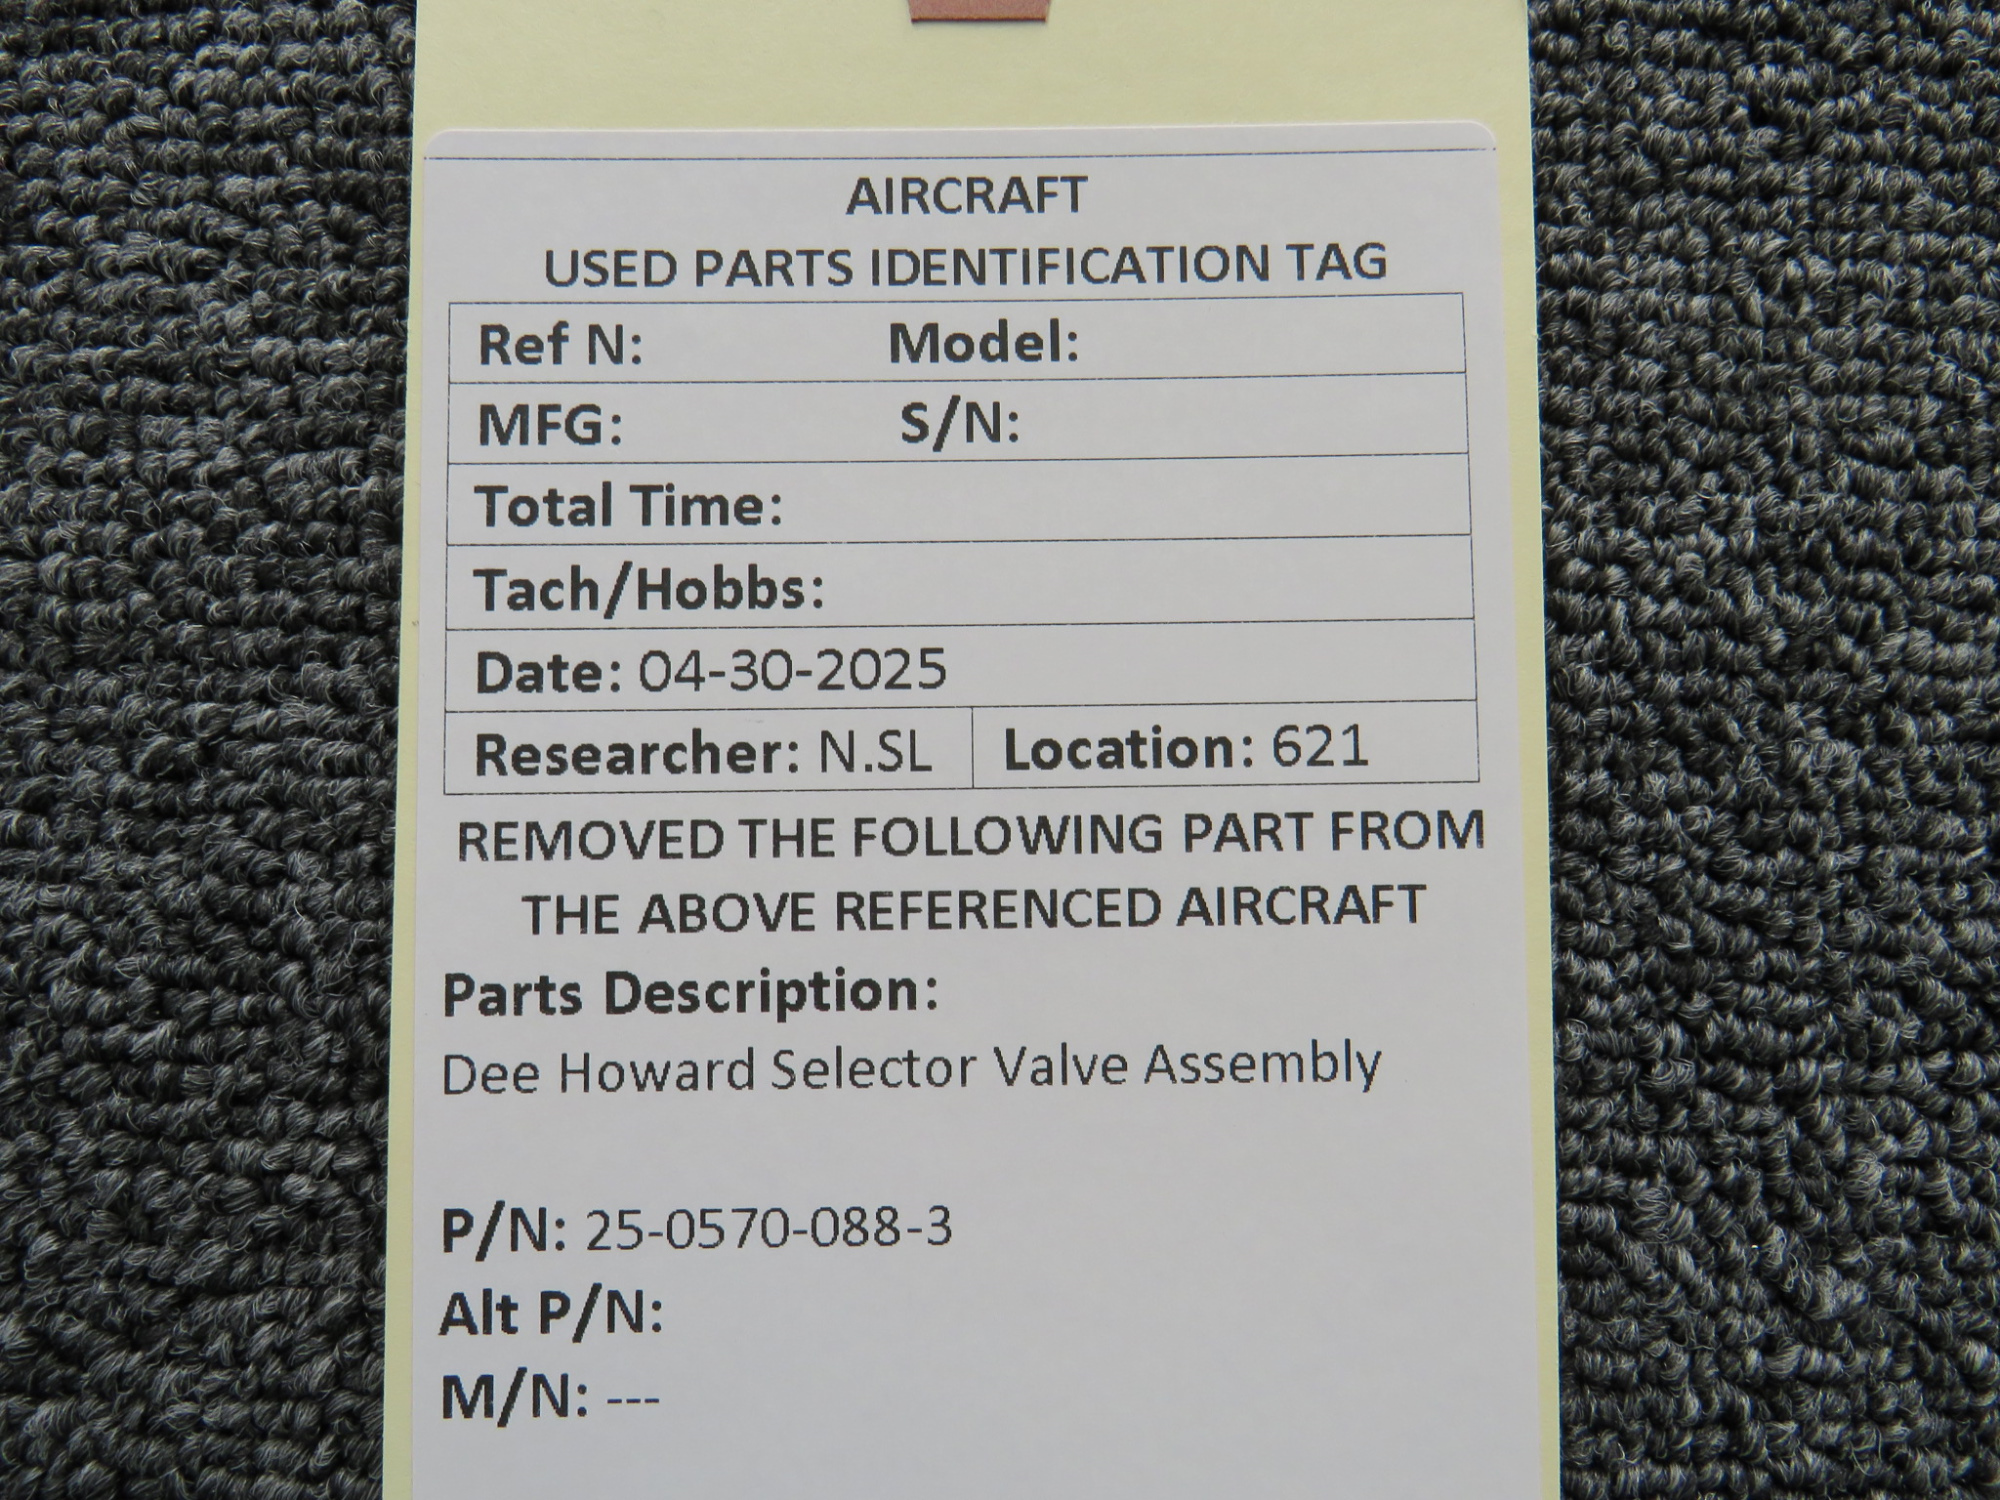 AIRCRAFT
USED PARTS IDENTIFICATION TAG
Ref N: Model:
MFG: S/N:
Total Time:
Tach/Hobbs:
Date: 04-30-2025
Researcher: N.SL Location: 621
REMOVED THE FOLLOWING PART FROM
THE ABOVE REFERENCED AIRCRAFT
Parts Description:
Dee Howard Selector Valve Assembly
P/N: 25-0570-088-3
Alt P/N:
M/N: ---